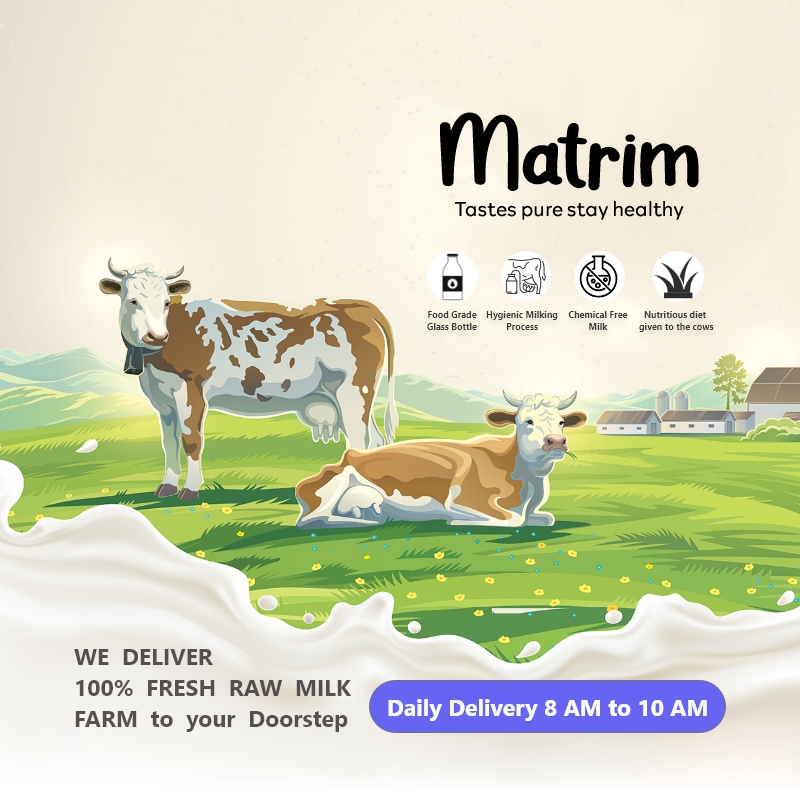 Matrim
Tastes pure stay healthy
Food Grade
Glass Bottle
Hygienic Milking
Process
Chemical Free
Milk
Nutritious diet
given to the cows
WE DELIVER
100% FRESH RAW MILK
FARM to your Doorstep
Daily Delivery 8 AM to 10 AM